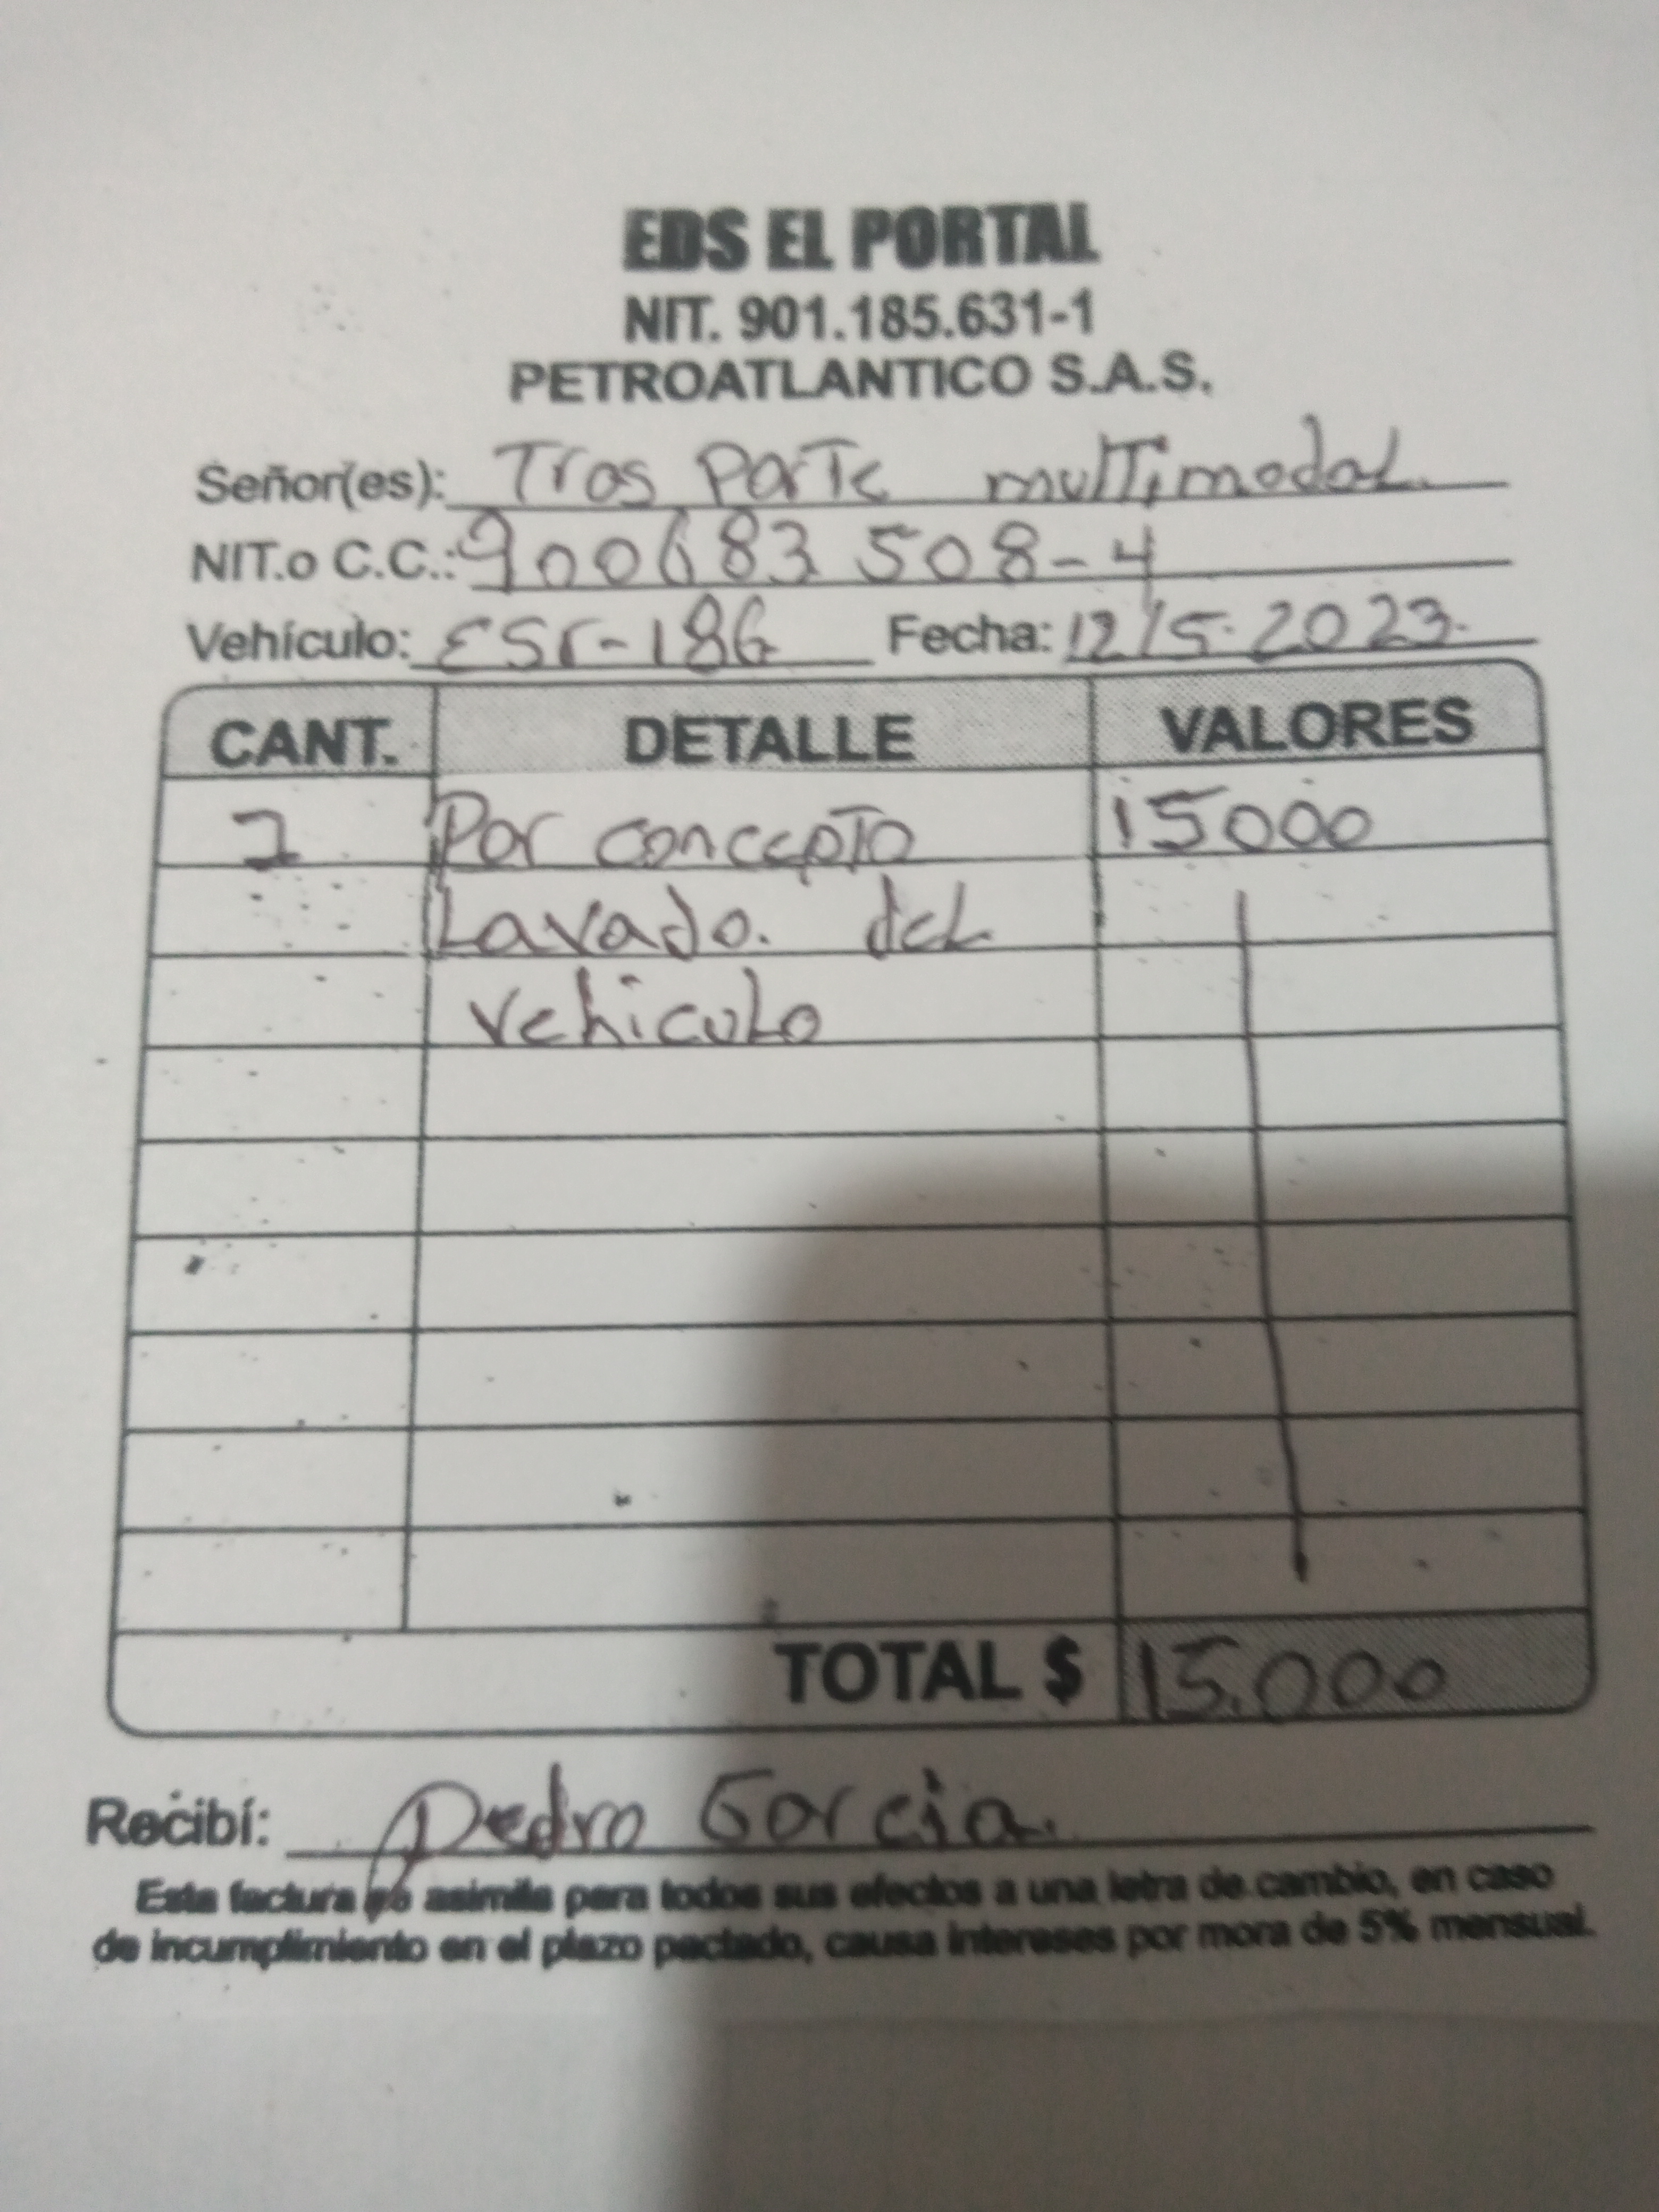 EDS EL PORTAL
NIT. 901.185.631-1
PETROATLANTICO S.A.S.
Señor(es): Tras Porte multimodal.
NIT.o C.C.: 900683 508-4
Vehículo: ESr-186 Fecha: 12/5.2023.
CANT. DETALLE VALORES
1 Por concepto 15000
Lavado. del
vehiculo
TOTAL $ 15.000
Recibí: Pedro Garcia.
Esta factura se asimila para todos sus efectos a una letra de cambio, en caso
de incumplimiento en el plazo pactado, causa intereses por mora de 5% mensual.